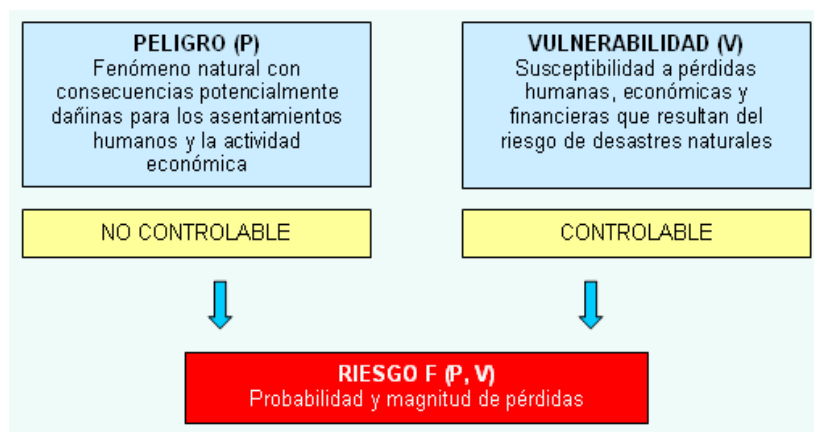 PELIGRO (P)
Fenómeno natural con
consecuencias potencialmente
dañinas para los asentamientos
humanos y la actividad
económica
VULNERABILIDAD (V)
Susceptibilidad a pérdidas
humanas, económicas y
financieras que resultan del
riesgo de desastres naturales
NO CONTROLABLE
CONTROLABLE
RIESGO F (P, V)
Probabilidad y magnitud de pérdidas